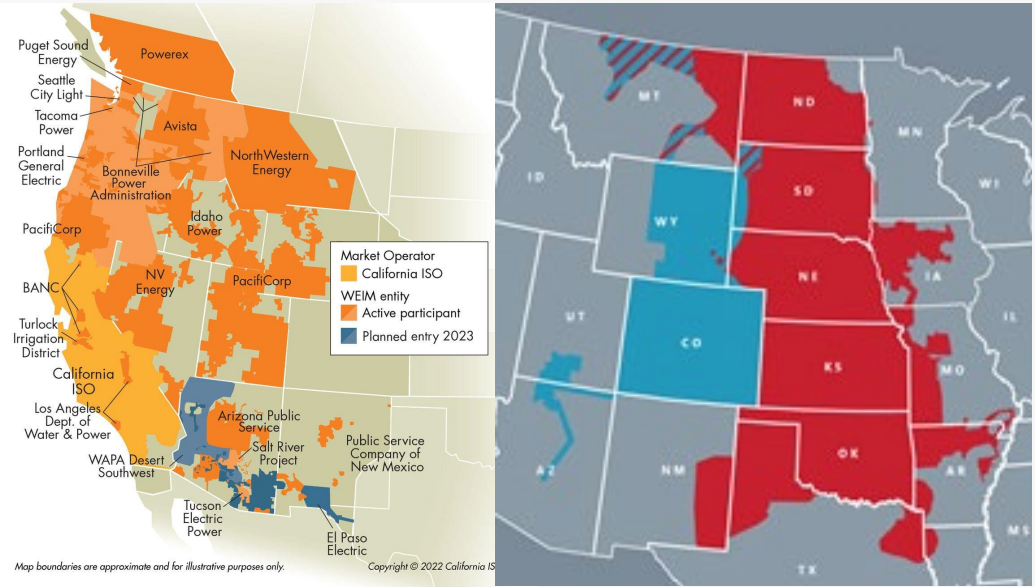 Puget Sound
Energy
Powerex
Seattle
City Light
Tacoma
Power
Avista
Portland
General
Electric
NorthWestern
Energy
Bonneville
Power
Administration
Idaho
Power
PacifiCorp
Market Operator
California ISO
WEIM entity
Active participant
Planned entry 2023
NV
Energy
PacifiCorp
BANC
Turlock
Irrigation
District
California
ISO
Los Angeles
Dept. of
Water & Power
Arizona Public
Service
Salt River
Project
Public Service
Company of
New Mexico
WAPA Desert
Southwest
Tucson
Electric
Power
El Paso
Electric
Map boundaries are approximate and for illustrative purposes only.
Copyright © 2022 California IS
MT
ND
MN
ID
SD
WI
WY
NE
IA
UT
IL
CO
KS
MO
OK
AZ
NM
AR
MS
TX